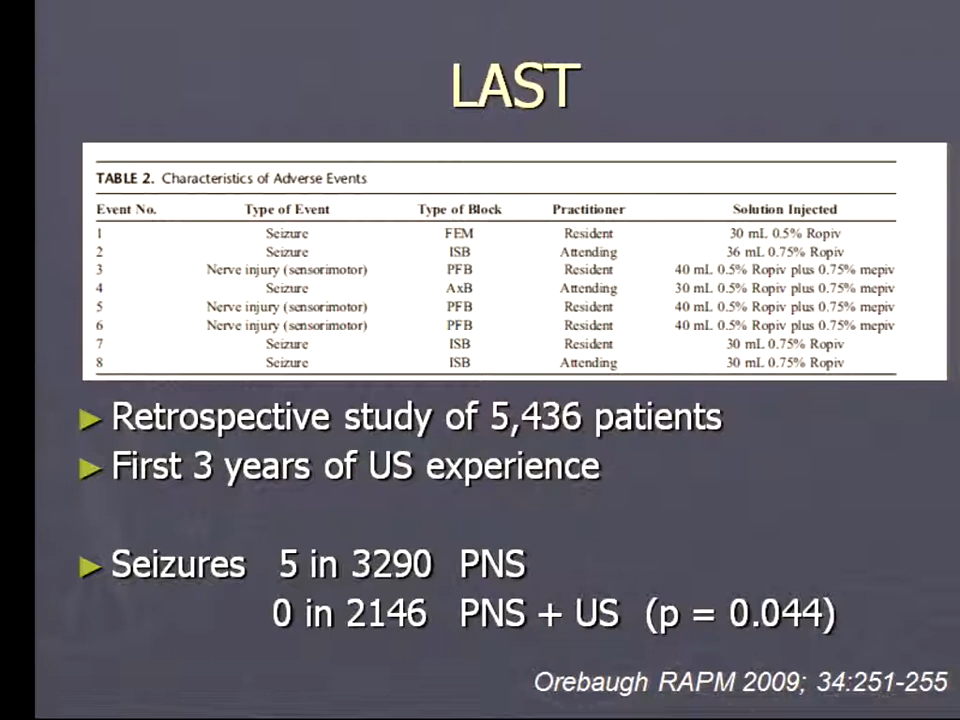 LAST
TABLE 2. Characteristics of Adverse Events
Event No. Type of Event Type of Block Practitioner Solution Injected
1 Seizure FEM Resident 30 mL 0.5% Ropiv
2 Seizure ISB Attending 36 mL 0.75% Ropiv
3 Nerve injury (sensorimotor) PFB Resident 40 mL 0.5% Ropiv plus 0.75% mepiv
4 Seizure AxB Attending 30 mL 0.5% Ropiv plus 0.75% mepiv
5 Nerve injury (sensorimotor) PFB Resident 40 mL 0.5% Ropiv plus 0.75% mepiv
6 Nerve injury (sensorimotor) PFB Resident 40 mL 0.5% Ropiv plus 0.75% mepiv
7 Seizure ISB Resident 30 mL 0.75% Ropiv
8 Seizure ISB Attending 30 mL 0.75% Ropiv
► Retrospective study of 5,436 patients
► First 3 years of US experience
► Seizures 5 in 3290 PNS
0 in 2146 PNS + US (p = 0.044)
Orebaugh RAPM 2009; 34:251-255